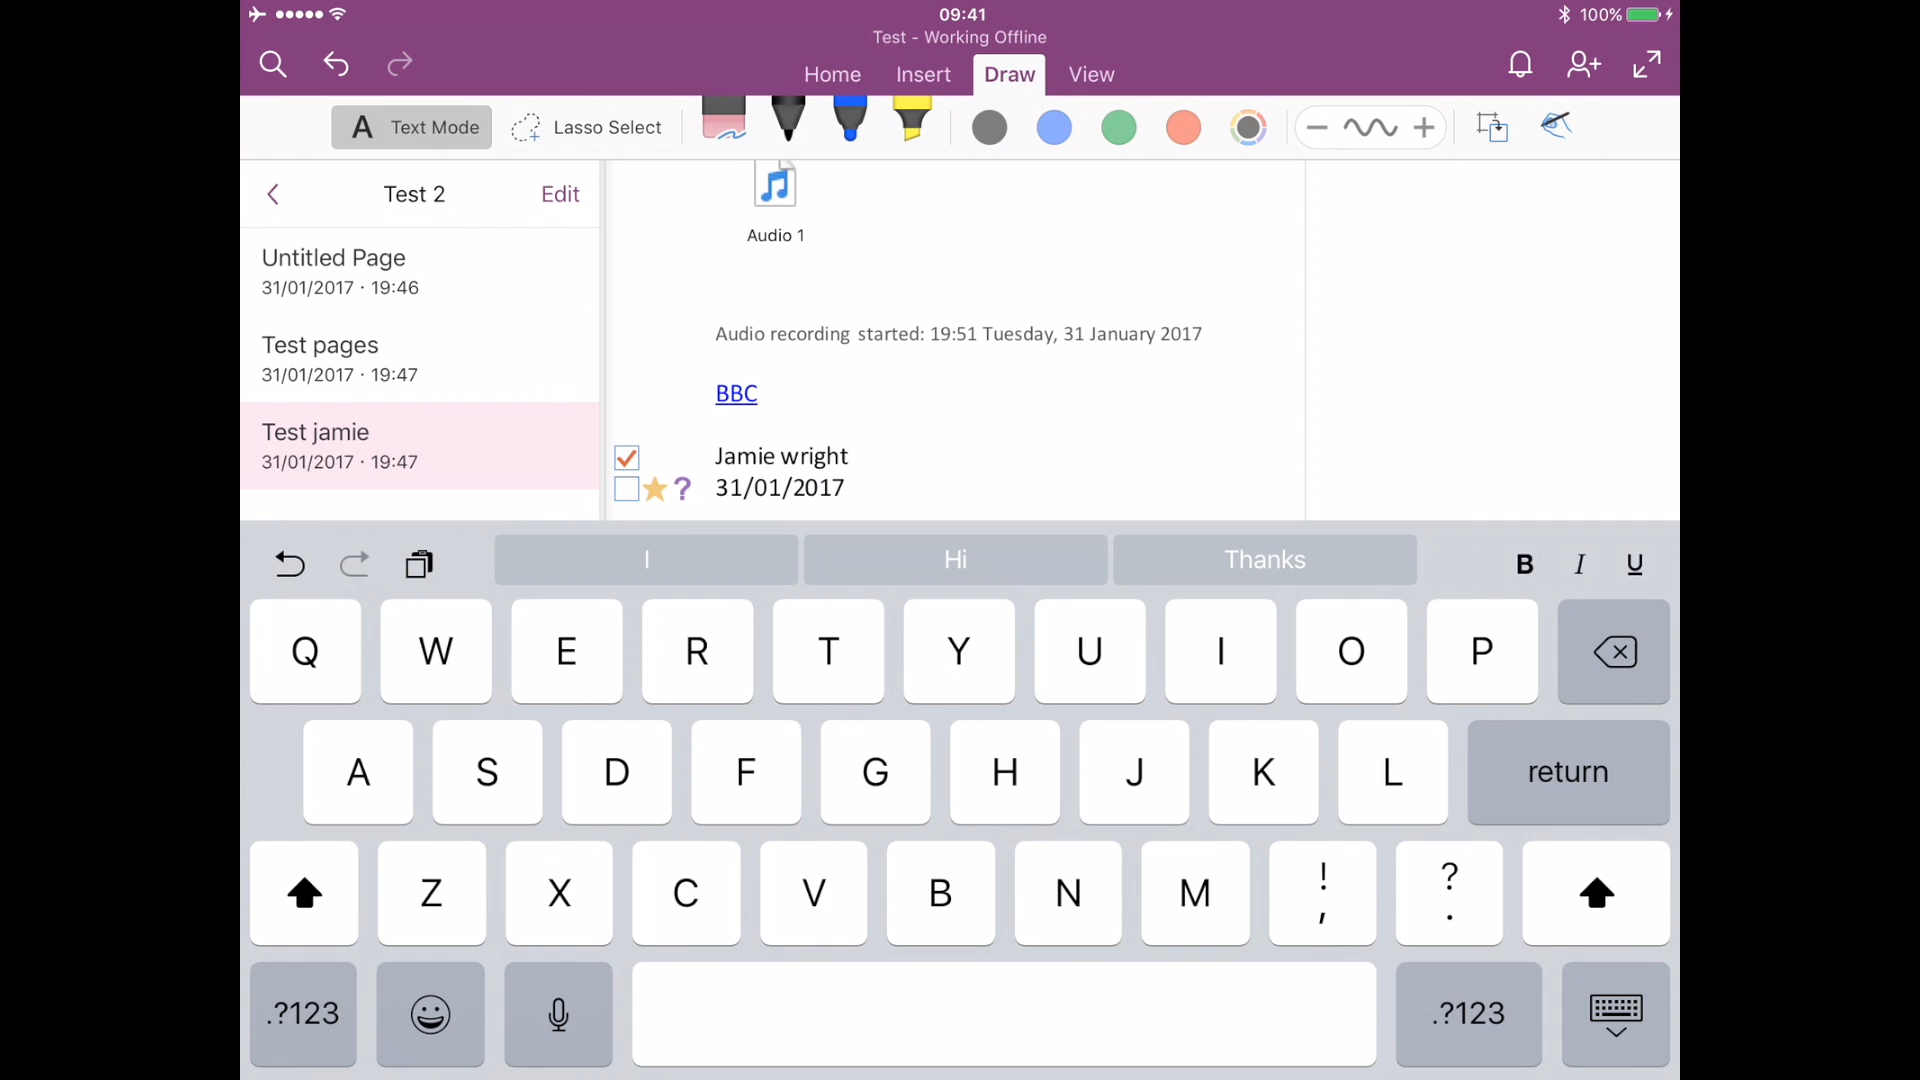 09:41
100%
Test - Working Offline
Home Insert Draw View
A Text Mode Lasso Select
Test 2 Edit
Untitled Page
31/01/2017 · 19:46
Test pages
31/01/2017 · 19:47
Test jamie
31/01/2017 · 19:47
Audio 1
Audio recording started: 19:51 Tuesday, 31 January 2017
BBC
Jamie wright
? 31/01/2017
I Hi Thanks B I U
Q W E R T Y U I O P
A S D F G H J K L return
Z X C V B N M ! , ? .
.?123 .?123